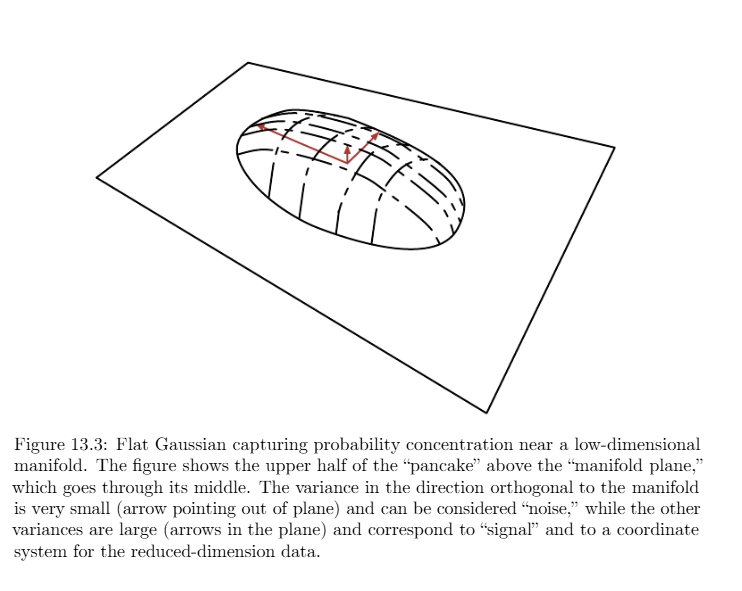 Figure 13.3: Flat Gaussian capturing probability concentration near a low-dimensional
manifold. The figure shows the upper half of the “pancake” above the “manifold plane,”
which goes through its middle. The variance in the direction orthogonal to the manifold
is very small (arrow pointing out of plane) and can be considered “noise,” while the other
variances are large (arrows in the plane) and correspond to “signal” and to a coordinate
system for the reduced-dimension data.